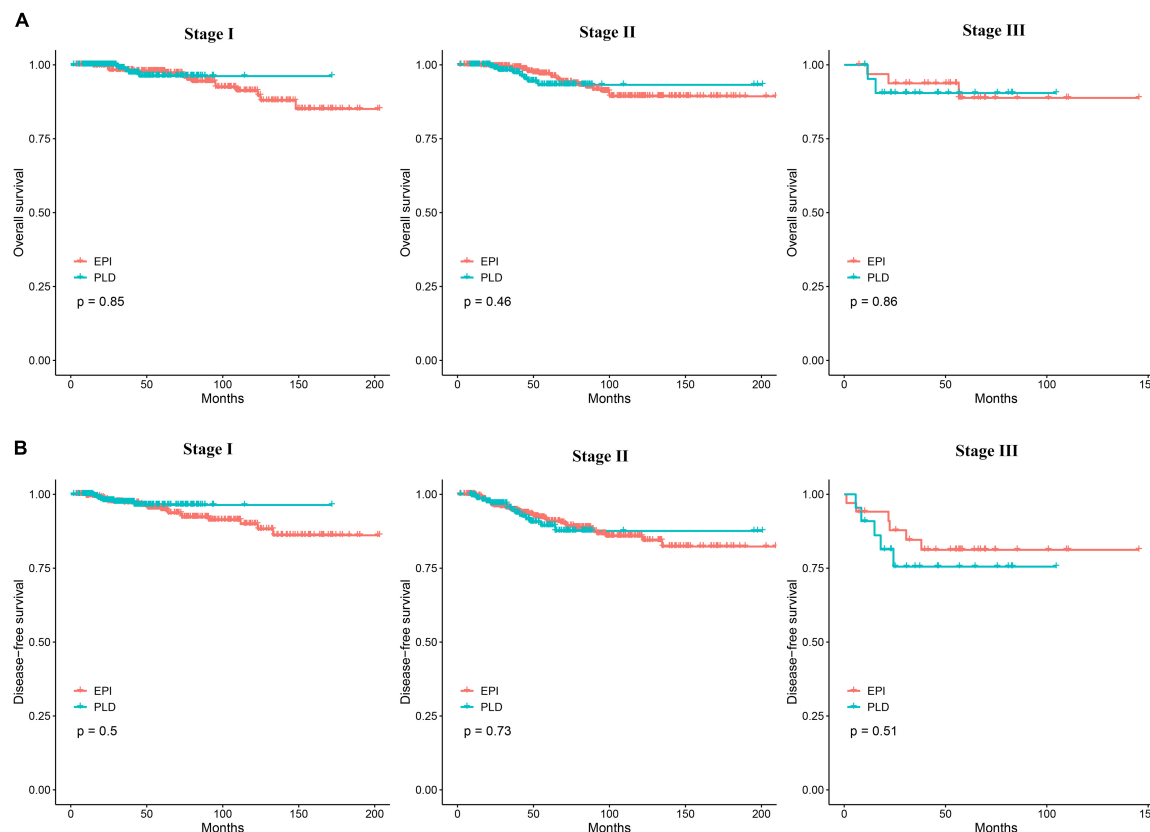 A
Stage I
Stage II
Stage III
Overall survival
1.00
0.75
0.50
0.25
0.00
EPI
PLD
p = 0.85
0
50
100
150
200
Months
Overall survival
1.00
0.75
0.50
0.25
0.00
EPI
PLD
p = 0.46
0
50
100
150
200
Months
Overall survival
1.00
0.75
0.50
0.25
0.00
EPI
PLD
p = 0.86
0
50
100
150
Months
B
Stage I
Stage II
Stage III
Disease−free survival
1.00
0.75
0.50
0.25
0.00
EPI
PLD
p = 0.5
0
50
100
150
200
Months
Disease−free survival
1.00
0.75
0.50
0.25
0.00
EPI
PLD
p = 0.73
0
50
100
150
200
Months
Disease−free survival
1.00
0.75
0.50
0.25
0.00
EPI
PLD
p = 0.51
0
50
100
150
Months